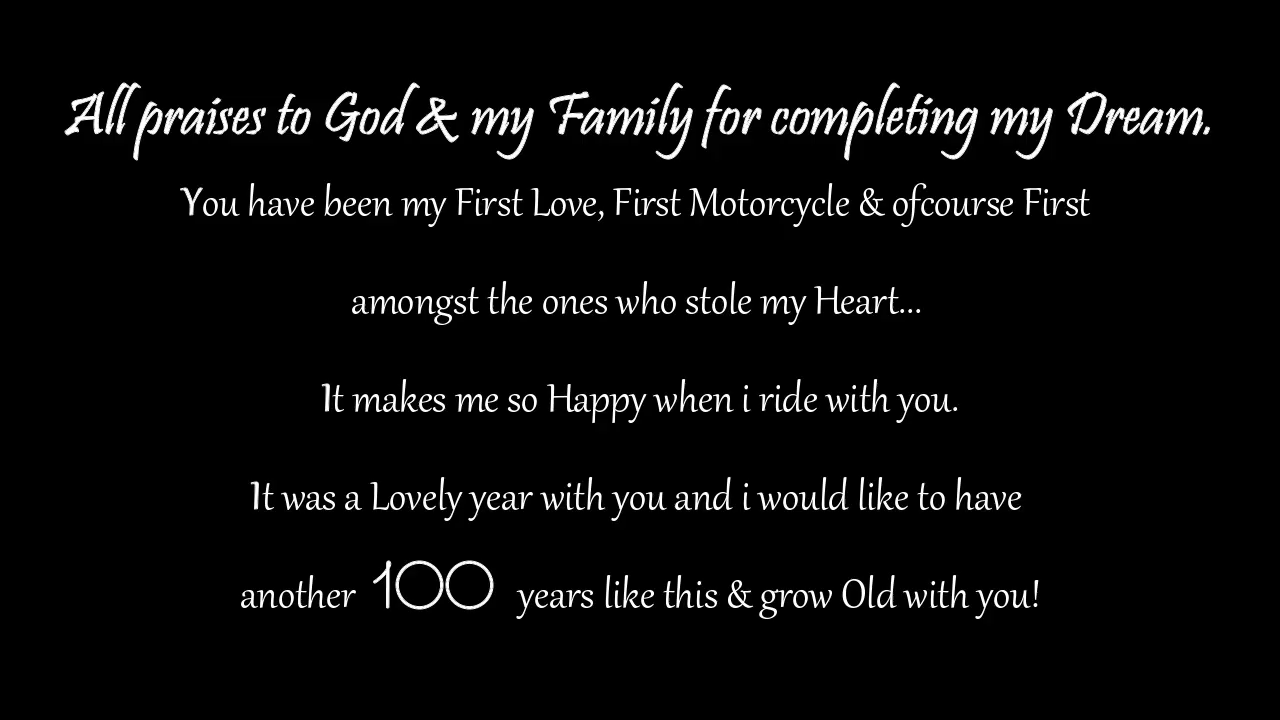 All praises to God & my Family for completing my Dream.
You have been my First Love, First Motorcycle & ofcourse First
amongst the ones who stole my Heart...
It makes me so Happy when i ride with you.
It was a Lovely year with you and i would like to have
another 100 years like this & grow Old with you!